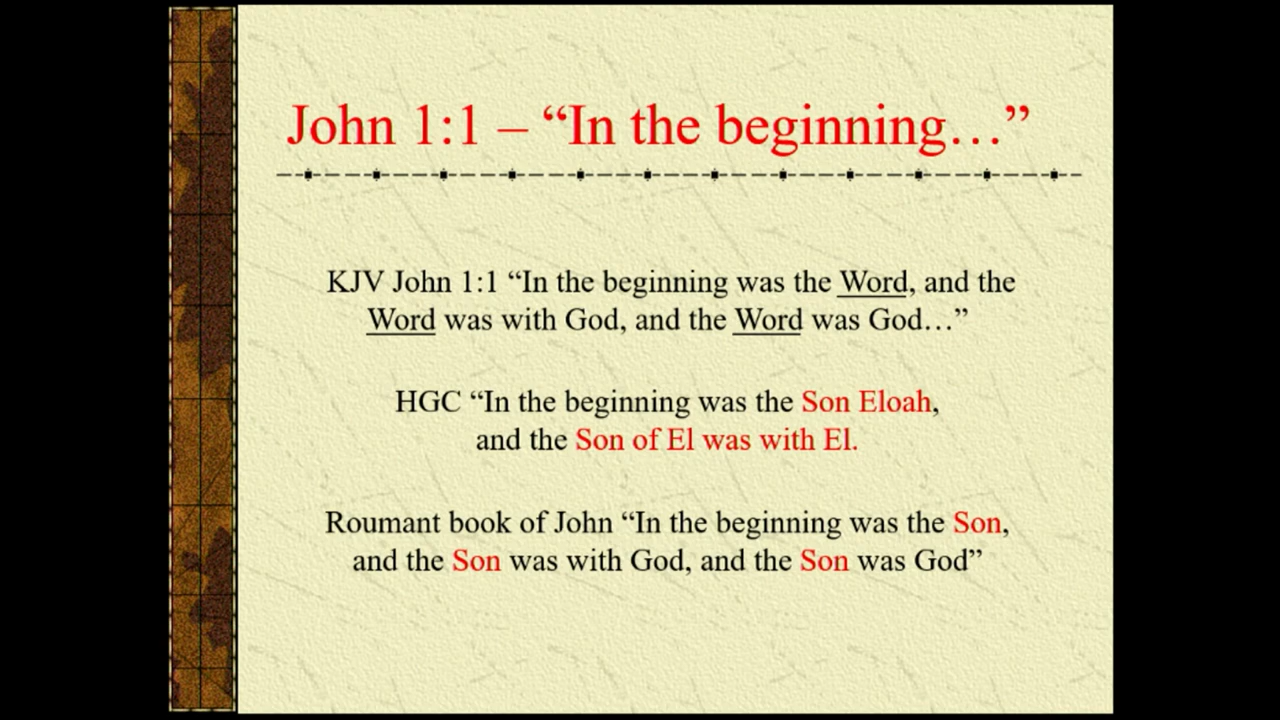 John 1:1 – “In the beginning…”
KJV John 1:1 “In the beginning was the Word, and the
Word was with God, and the Word was God…”
HGC “In the beginning was the Son Eloah,
and the Son of El was with El.
Roumant book of John “In the beginning was the Son,
and the Son was with God, and the Son was God”